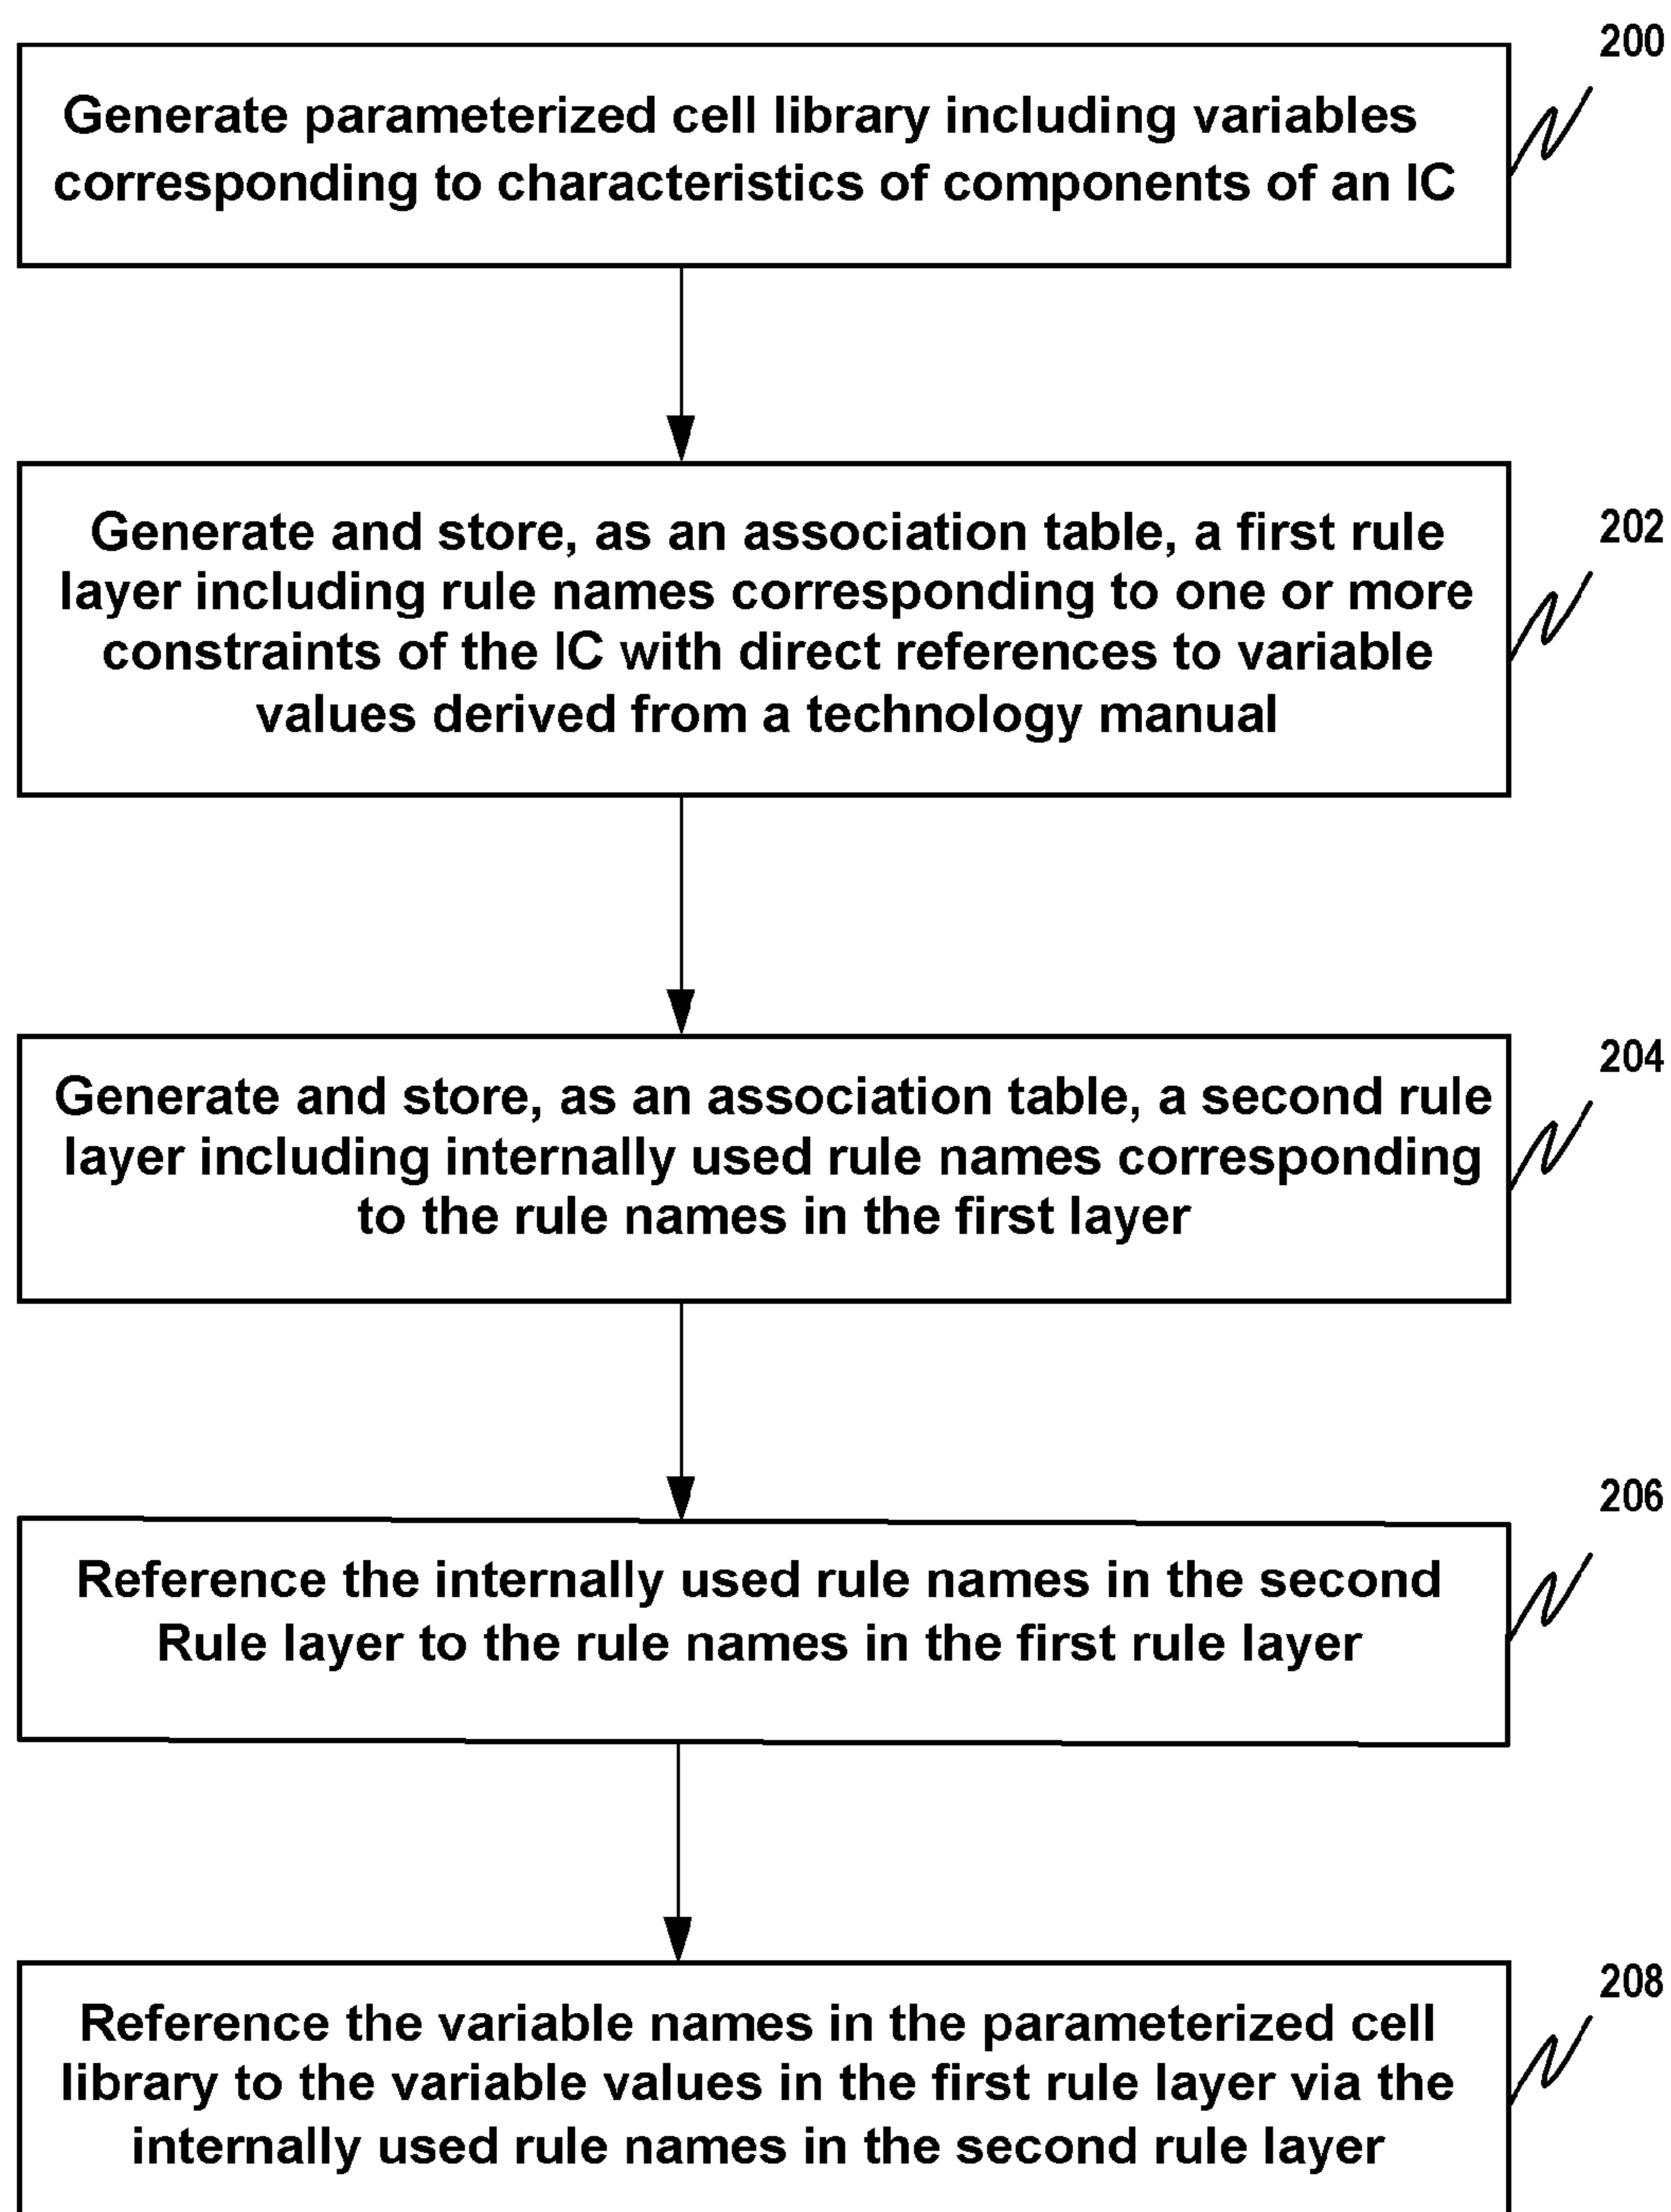 200
Generate parameterized cell library including variables
corresponding to characteristics of components of an IC
202
Generate and store, as an association table, a first rule
layer including rule names corresponding to one or more
constraints of the IC with direct references to variable
values derived from a technology manual
204
Generate and store, as an association table, a second rule
layer including internally used rule names corresponding
to the rule names in the first layer
206
Reference the internally used rule names in the second
Rule layer to the rule names in the first rule layer
208
Reference the variable names in the parameterized cell
library to the variable values in the first rule layer via the
internally used rule names in the second rule layer